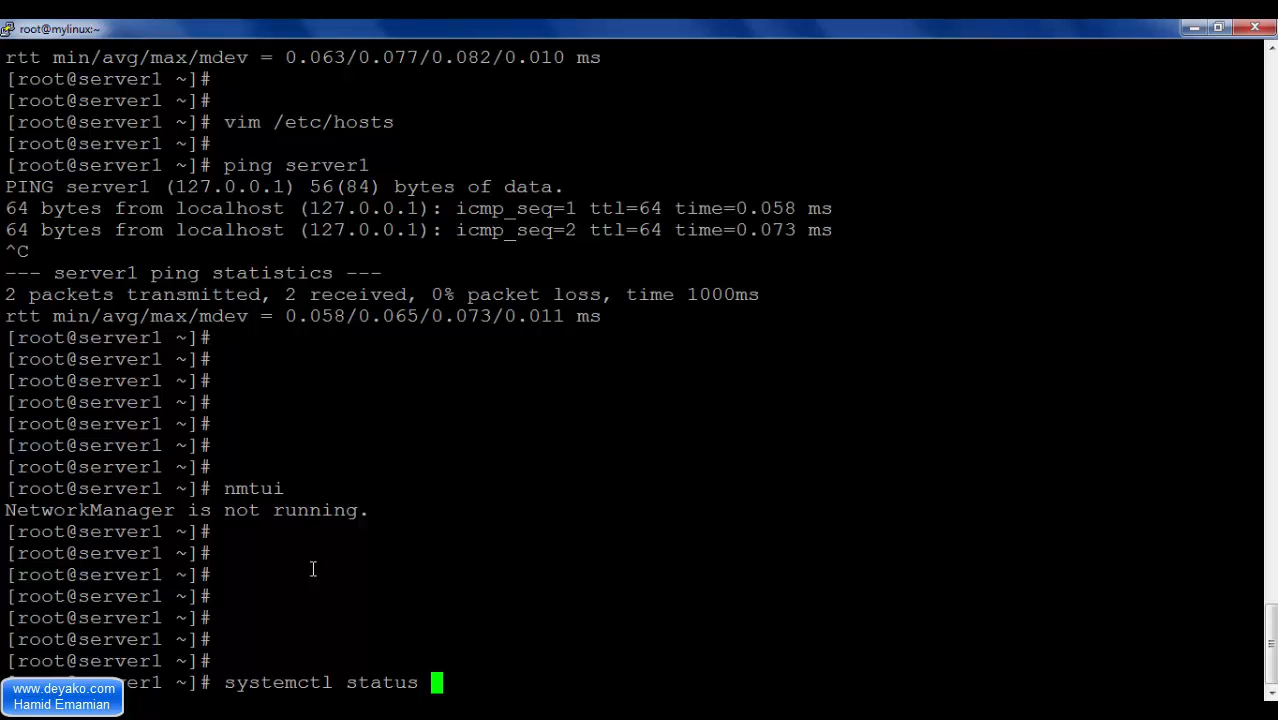 root@mylinux:~
rtt min/avg/max/mdev = 0.063/0.077/0.082/0.010 ms
[root@server1 ~]#
[root@server1 ~]#
[root@server1 ~]# vim /etc/hosts
[root@server1 ~]#
[root@server1 ~]# ping server1
PING server1 (127.0.0.1) 56(84) bytes of data.
64 bytes from localhost (127.0.0.1): icmp_seq=1 ttl=64 time=0.058 ms
64 bytes from localhost (127.0.0.1): icmp_seq=2 ttl=64 time=0.073 ms
^C
--- server1 ping statistics ---
2 packets transmitted, 2 received, 0% packet loss, time 1000ms
rtt min/avg/max/mdev = 0.058/0.065/0.073/0.011 ms
[root@server1 ~]#
[root@server1 ~]#
[root@server1 ~]#
[root@server1 ~]#
[root@server1 ~]#
[root@server1 ~]#
[root@server1 ~]#
[root@server1 ~]# nmtui
NetworkManager is not running.
[root@server1 ~]#
[root@server1 ~]#
[root@server1 ~]#
[root@server1 ~]#
[root@server1 ~]#
[root@server1 ~]#
[root@server1 ~]#
rver1 ~]# systemctl status
www.deyako.com
Hamid Emamian